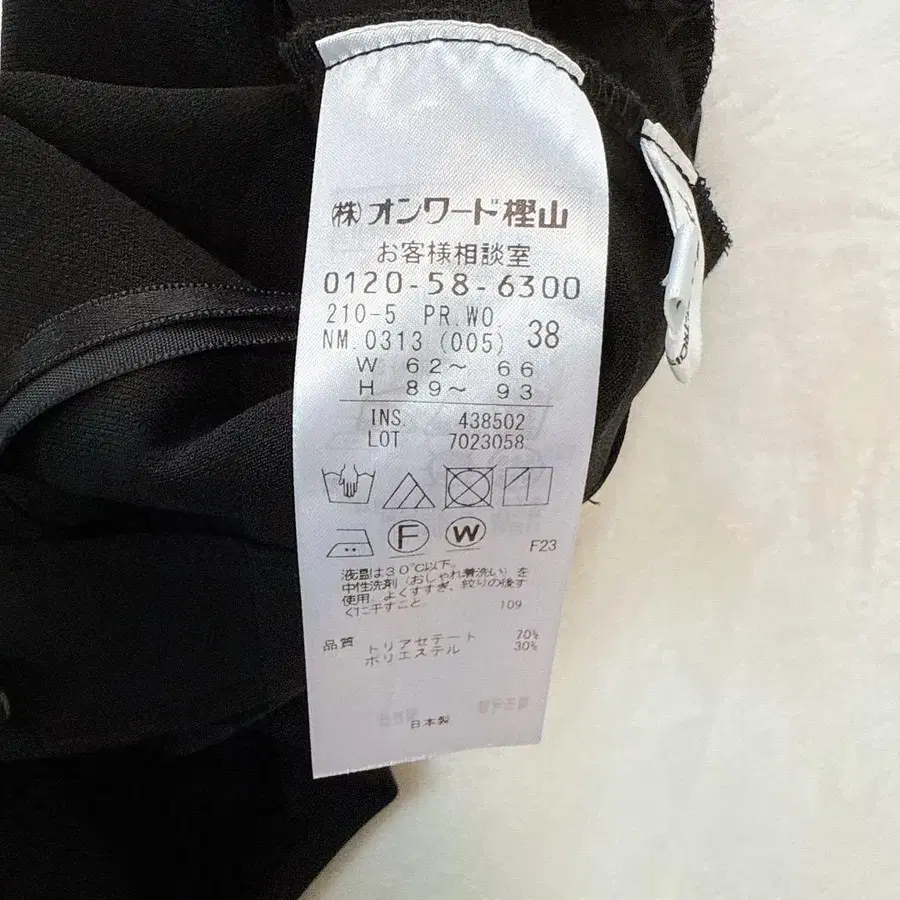 ㈱オンワード樫山
お客様相談室
0120-58-6300
210-5 PR.WO
NM.0313 (005) 38
W 62〜 66
H 89〜 93
INS. 438502
LOT 7023058
F W
F23
液温は30℃以下。
中性洗剤（おしゃれ着洗い）を
使用 よくすすぎ、絞りの後す
ぐに干すこと
109
品質 トリアセテート 70%
ポリエステル 30%
日本製